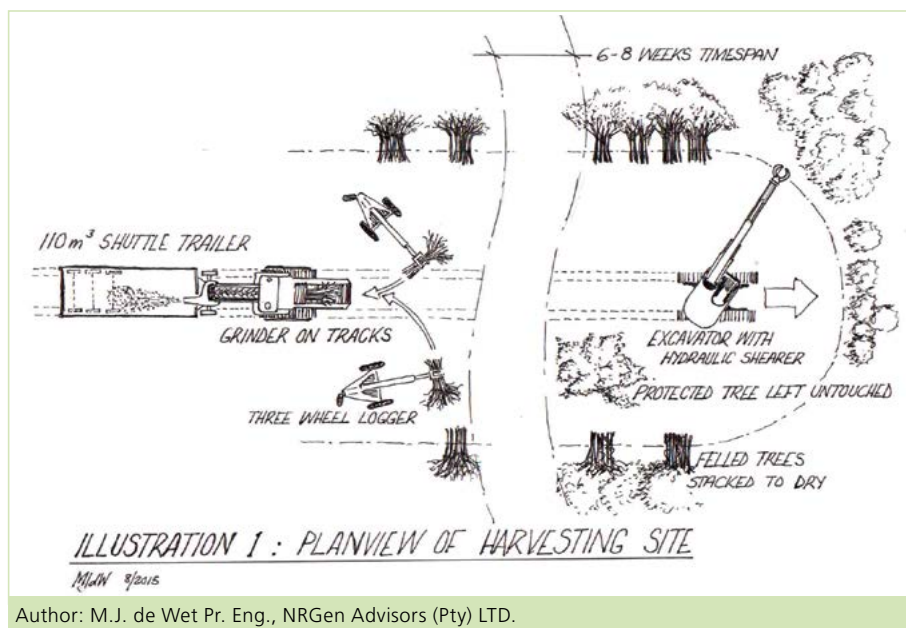 6-8 WEEKS TIMESPAN
110m³ SHUTTLE TRAILER
GRINDER ON TRACKS
EXCAVATOR WITH
HYDRAULIC SHEARER
PROTECTED TREE LEFT UNTOUCHED
THREE WHEEL LOGGER
FELLED TREES
STACKED TO DRY
ILLUSTRATION 1 : PLANVIEW OF HARVESTING SITE
MJdW 8/2015
Author: M.J. de Wet Pr. Eng., NRGen Advisors (Pty) LTD.